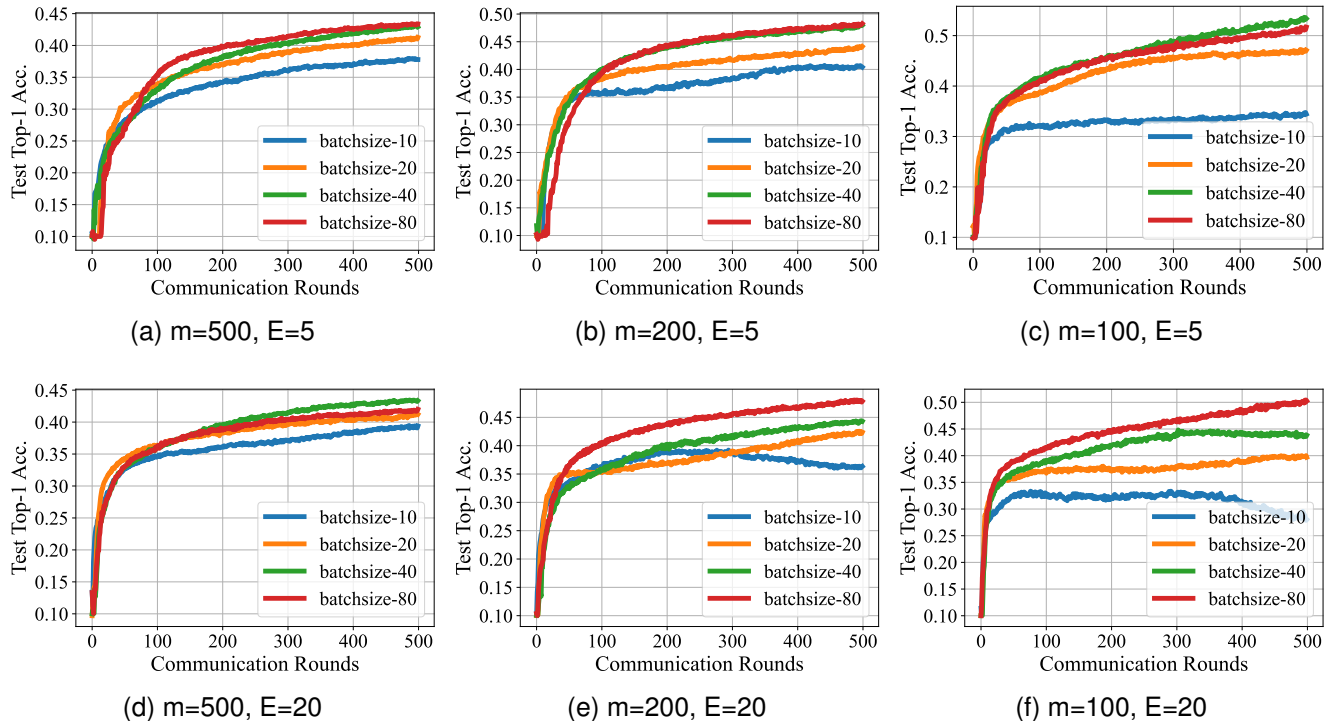 0.45
0.40
0.35
0.30
0.25
0.20
0.15
0.10
Test Top-1 Acc.
0 100 200 300 400 500
Communication Rounds
batchsize-10
batchsize-20
batchsize-40
batchsize-80
(a) m=500, E=5
0.50
0.45
0.40
0.35
0.30
0.25
0.20
0.15
0.10
Test Top-1 Acc.
0 100 200 300 400 500
Communication Rounds
batchsize-10
batchsize-20
batchsize-40
batchsize-80
(b) m=200, E=5
0.5
0.4
0.3
0.2
0.1
Test Top-1 Acc.
0 100 200 300 400 500
Communication Rounds
batchsize-10
batchsize-20
batchsize-40
batchsize-80
(c) m=100, E=5
0.45
0.40
0.35
0.30
0.25
0.20
0.15
0.10
Test Top-1 Acc.
0 100 200 300 400 500
Communication Rounds
batchsize-10
batchsize-20
batchsize-40
batchsize-80
(d) m=500, E=20
0.45
0.40
0.35
0.30
0.25
0.20
0.15
0.10
Test Top-1 Acc.
0 100 200 300 400 500
Communication Rounds
batchsize-10
batchsize-20
batchsize-40
batchsize-80
(e) m=200, E=20
0.50
0.45
0.40
0.35
0.30
0.25
0.20
0.15
0.10
Test Top-1 Acc.
0 100 200 300 400 500
Communication Rounds
batchsize-10
batchsize-20
batchsize-40
batchsize-80
(f) m=100, E=20